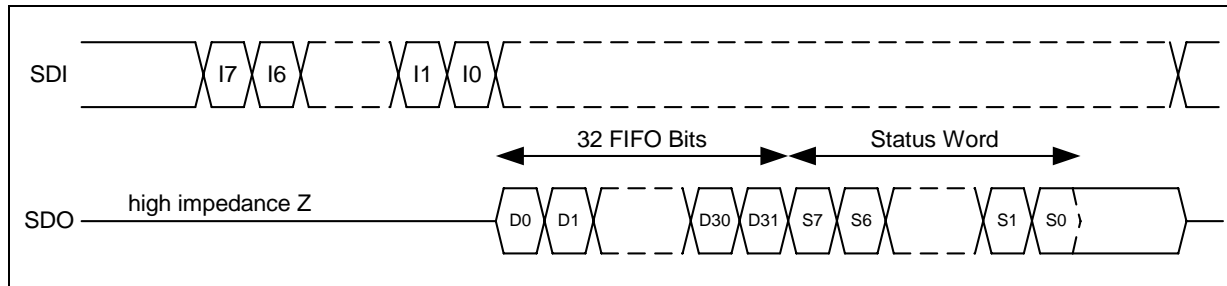 SDI I7 I6 I1 I0
32 FIFO Bits Status Word
high impedance Z
SDO D0 D1 D30 D31 S7 S6 S1 S0